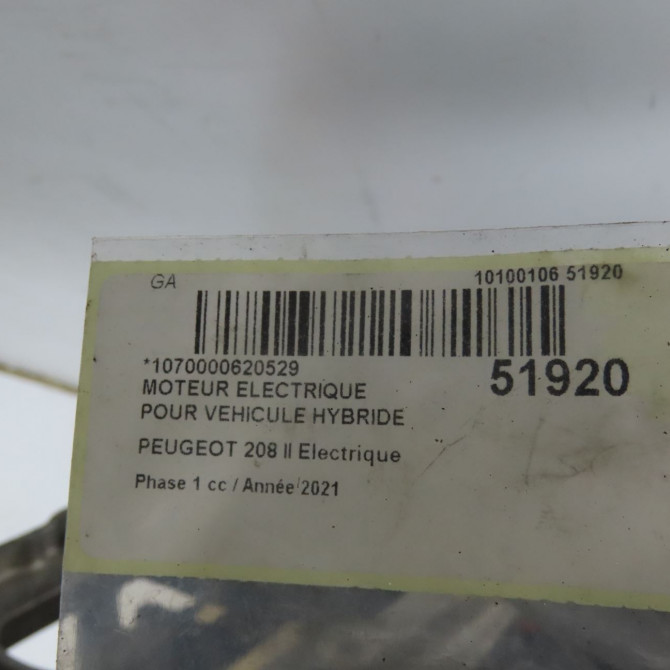 GA
10100106 51920
*1070000620529
51920
MOTEUR ELECTRIQUE
POUR VEHICULE HYBRIDE
PEUGEOT 208 II Electrique
Phase 1 cc / Année 2021